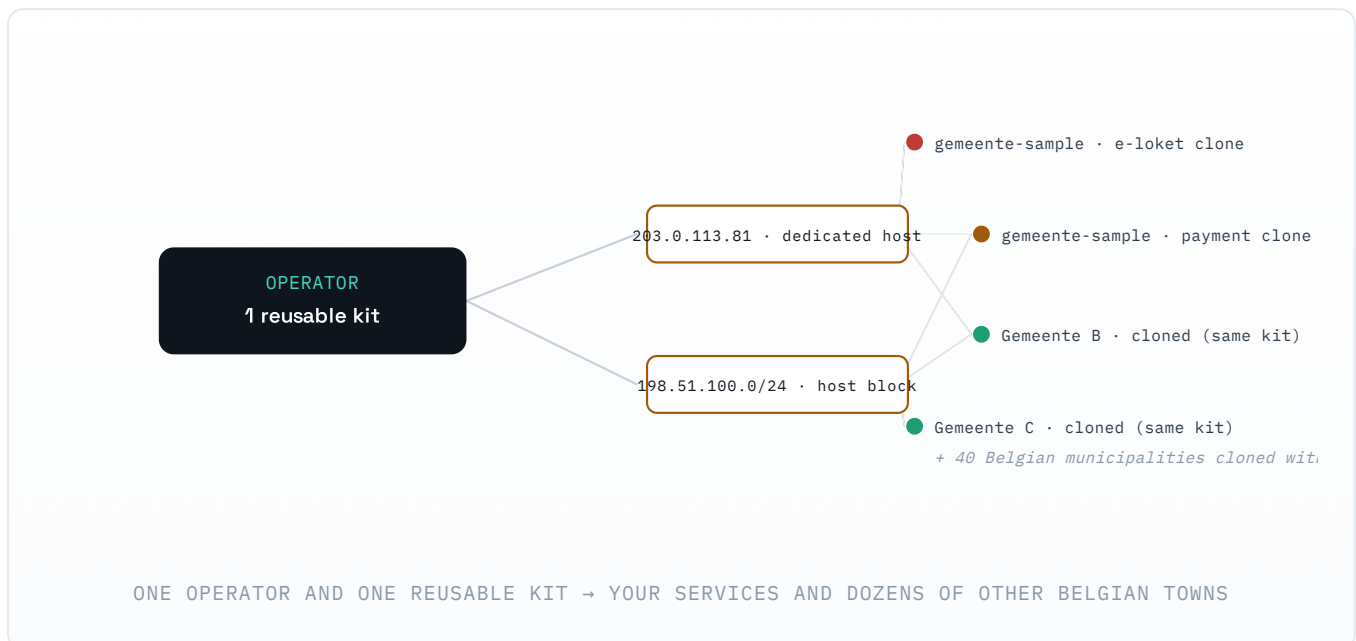 gemeente-sample · e-loket clone
203.0.113.81 · dedicated host
gemeente-sample · payment clone
OPERATOR
1 reusable kit
Gemeente B · cloned (same kit)
198.51.100.0/24 · host block
Gemeente C · cloned (same kit)
+ 40 Belgian municipalities cloned
ONE OPERATOR AND ONE REUSABLE KIT → YOUR SERVICES AND DOZENS OF OTHER BELGIAN TOWNS